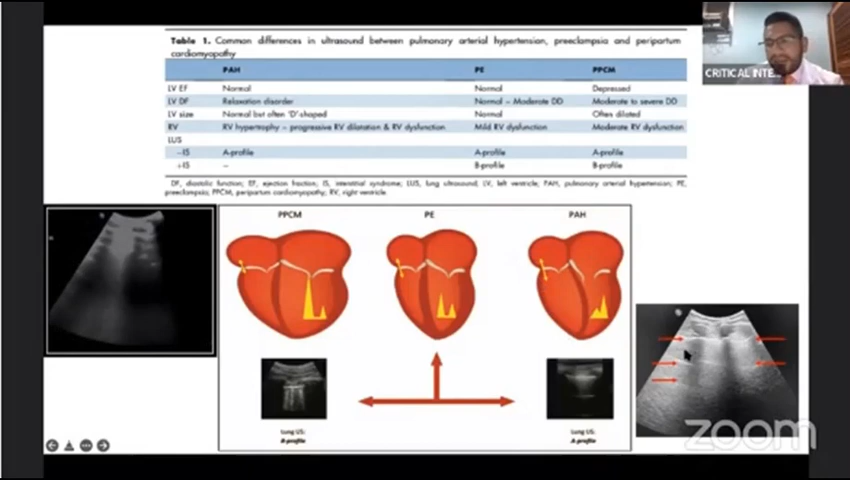 Table 1. Common differences in ultrasound between pulmonary arterial hypertension, preeclampsia and peripartum
cardiomyopathy
PAH PE PPCM
LV EF Normal Normal Depressed
LV DF Relaxation disorder Normal – Moderate DD Moderate to severe DD
LV size Normal but often 'D'-shaped Normal Often dilated
RV RV hypertrophy – progressive RV dilatation & RV dysfunction Mild RV dysfunction Moderate RV dysfunction
LUS
–IS A-profile A-profile A-profile
+IS – B-profile B-profile
DF, diastolic function; EF, ejection fraction; IS, interstitial syndrome; LUS, lung ultrasound; LV, left ventricle; PAH, pulmonary arterial hypertension; PE,
preeclampsia; PPCM, peripartum cardiomyopathy; RV, right ventricle.
CRITICAL INTE...
PPCM PE PAH
Lung US:
B-profile
Lung US:
A-profile
zoom